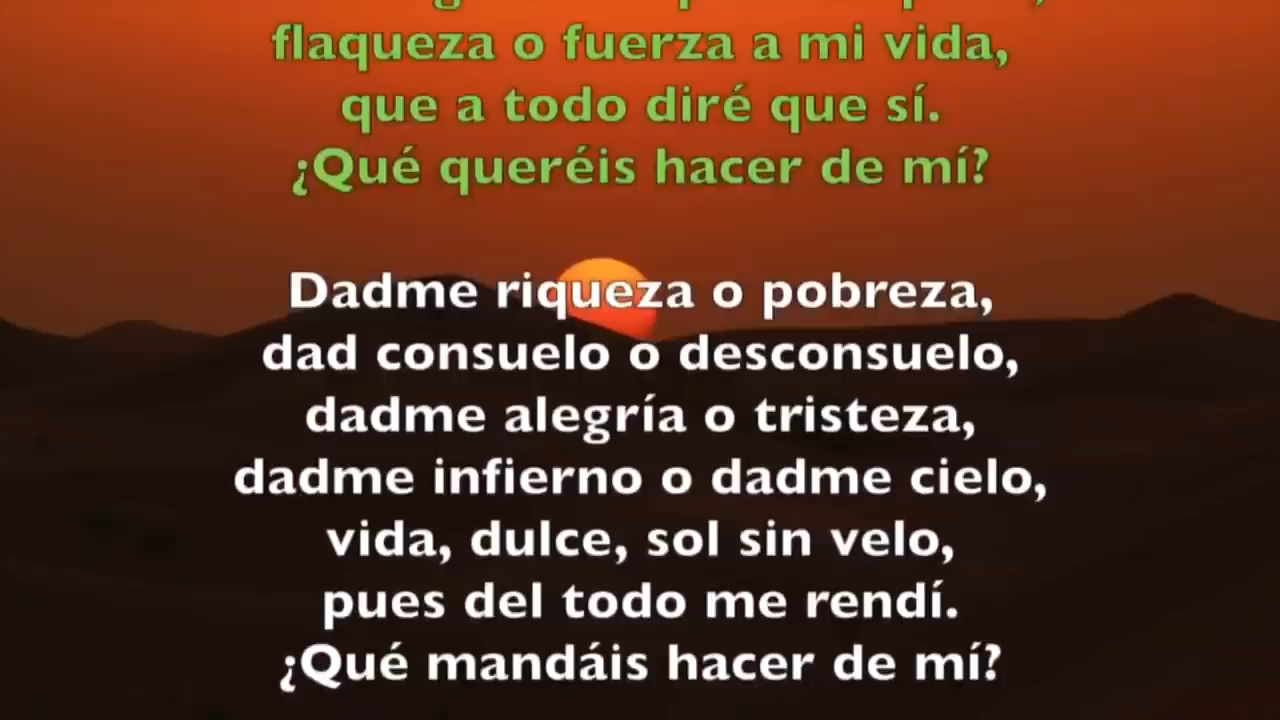 flaqueza o fuerza a mi vida,
que a todo diré que sí.
¿Qué queréis hacer de mí?
Dadme riqueza o pobreza,
dad consuelo o desconsuelo,
dadme alegría o tristeza,
dadme infierno o dadme cielo,
vida, dulce, sol sin velo,
pues del todo me rendí.
¿Qué mandáis hacer de mí?